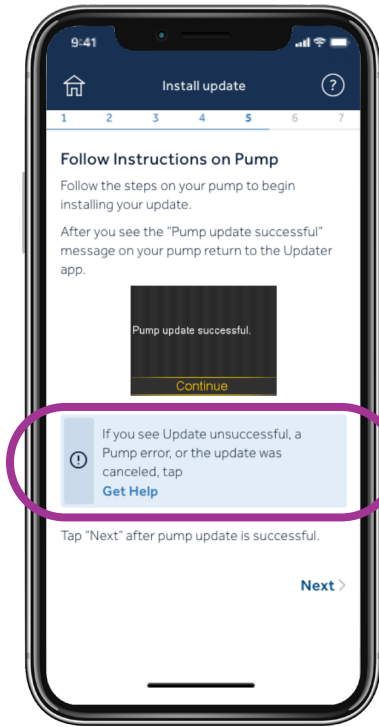 9:41
Install update
?
1 2 3 4 5 6 7
Follow Instructions on Pump
Follow the steps on your pump to begin
installing your update.
After you see the "Pump update successful"
message on your pump return to the Updater
app.
Pump update successful.
Continue
If you see Update unsuccessful, a
Pump error, or the update was
canceled, tap
Get Help
Tap "Next" after pump update is successful.
Next